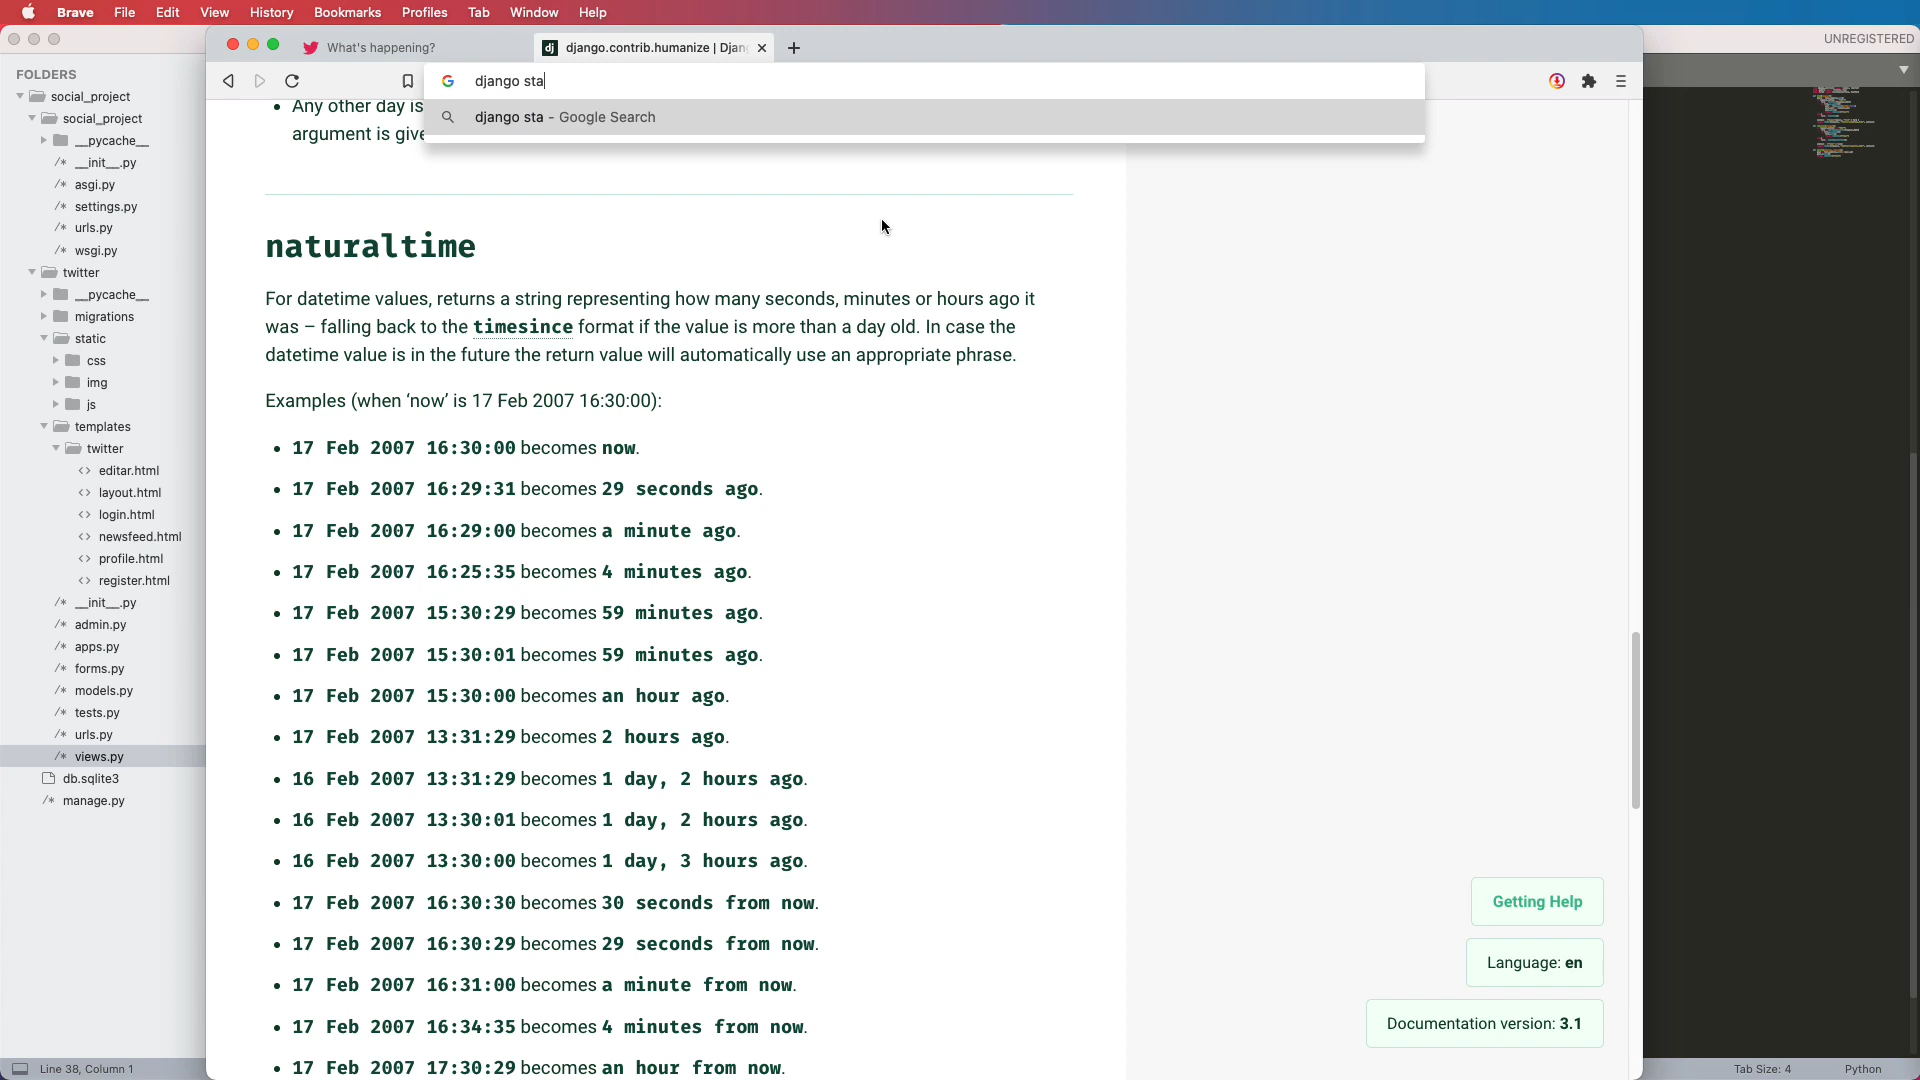 Brave File Edit View History Bookmarks Profiles Tab Window Help
What's happening?
dj django.contrib.humanize | Djan
UNREGISTERED
django sta
django sta – Google Search
FOLDERS
social_project
social_project
__pycache__
/* __init__.py
/* asgi.py
/* settings.py
/* urls.py
/* wsgi.py
twitter
__pycache__
migrations
static
css
img
js
templates
twitter
<> editar.html
<> layout.html
<> login.html
<> newsfeed.html
<> profile.html
<> register.html
/* __init__.py
/* admin.py
/* apps.py
/* forms.py
/* models.py
/* tests.py
/* urls.py
/* views.py
db.sqlite3
/* manage.py
Line 38, Column 1
• Any other day is
argument is give
naturaltime
For datetime values, returns a string representing how many seconds, minutes or hours ago it
was – falling back to the timesince format if the value is more than a day old. In case the
datetime value is in the future the return value will automatically use an appropriate phrase.
Examples (when ‘now’ is 17 Feb 2007 16:30:00):
• 17 Feb 2007 16:30:00 becomes now.
• 17 Feb 2007 16:29:31 becomes 29 seconds ago.
• 17 Feb 2007 16:29:00 becomes a minute ago.
• 17 Feb 2007 16:25:35 becomes 4 minutes ago.
• 17 Feb 2007 15:30:29 becomes 59 minutes ago.
• 17 Feb 2007 15:30:01 becomes 59 minutes ago.
• 17 Feb 2007 15:30:00 becomes an hour ago.
• 17 Feb 2007 13:31:29 becomes 2 hours ago.
• 16 Feb 2007 13:31:29 becomes 1 day, 2 hours ago.
• 16 Feb 2007 13:30:01 becomes 1 day, 2 hours ago.
• 16 Feb 2007 13:30:00 becomes 1 day, 3 hours ago.
• 17 Feb 2007 16:30:30 becomes 30 seconds from now.
• 17 Feb 2007 16:30:29 becomes 29 seconds from now.
• 17 Feb 2007 16:31:00 becomes a minute from now.
• 17 Feb 2007 16:34:35 becomes 4 minutes from now.
• 17 Feb 2007 17:30:29 becomes an hour from now.
Getting Help
Language: en
Documentation version: 3.1
Tab Size: 4 Python